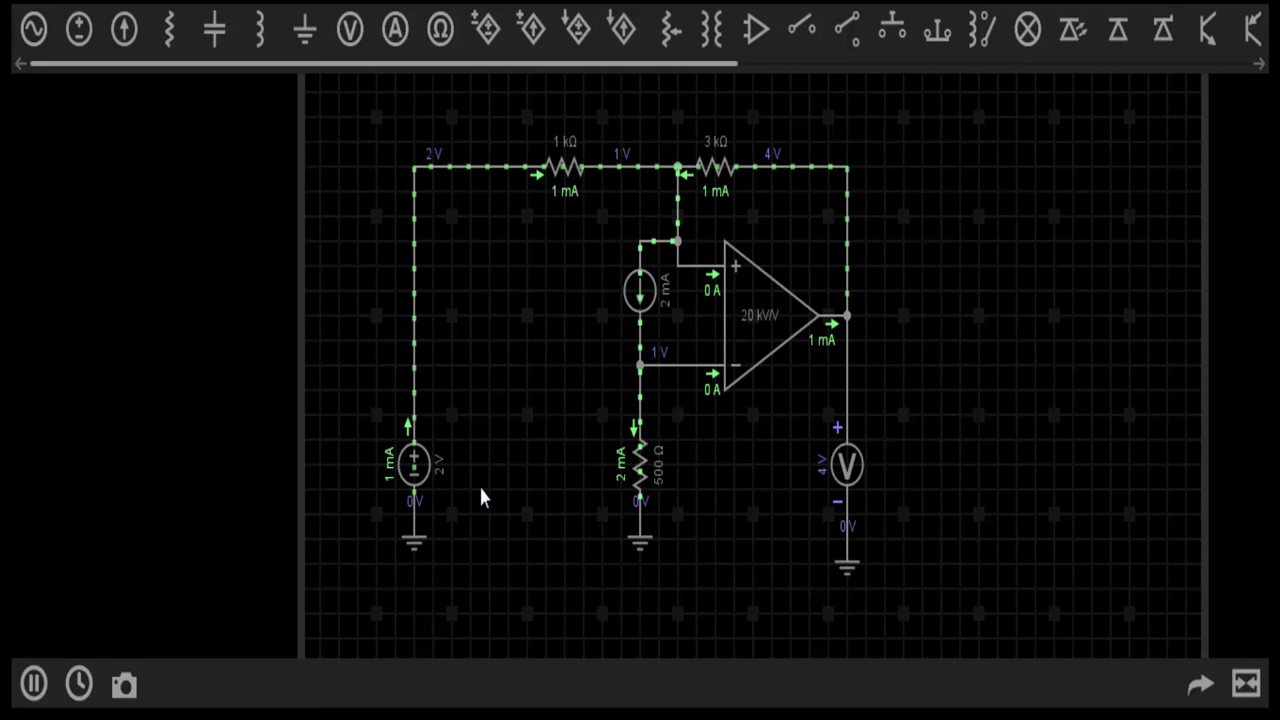 V A Ω
1 kΩ 3 kΩ
2 V 1 V 4 V
1 mA 1 mA
2 mA
+
0 A
20 kV/V
1 mA
1 V
−
0 A
+
1 mA + − 2 V
2 mA 500 Ω
4 V V
0 V 0 V −
0 V